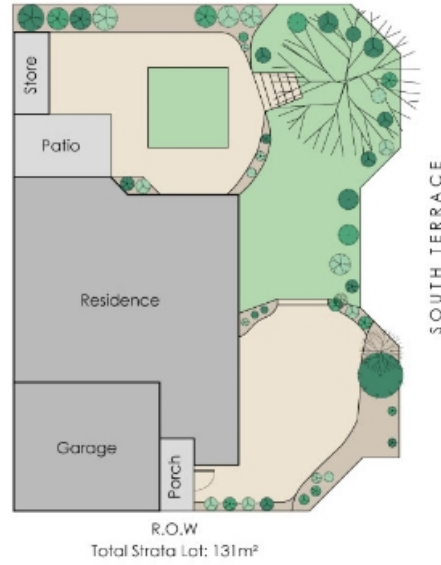 Store
Patio
SOUTH TERRACE
Residence
Garage
Porch
R.O.W
Total Strata Lot: 131m²